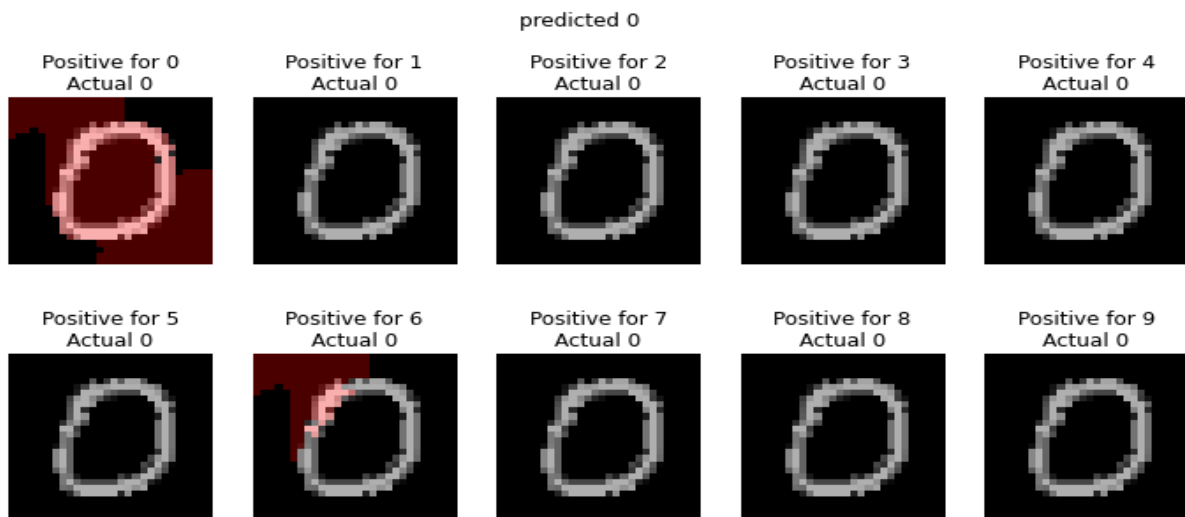 predicted 0
Positive for 0
Actual 0
Positive for 1
Actual 0
Positive for 2
Actual 0
Positive for 3
Actual 0
Positive for 4
Actual 0
Positive for 5
Actual 0
Positive for 6
Actual 0
Positive for 7
Actual 0
Positive for 8
Actual 0
Positive for 9
Actual 0